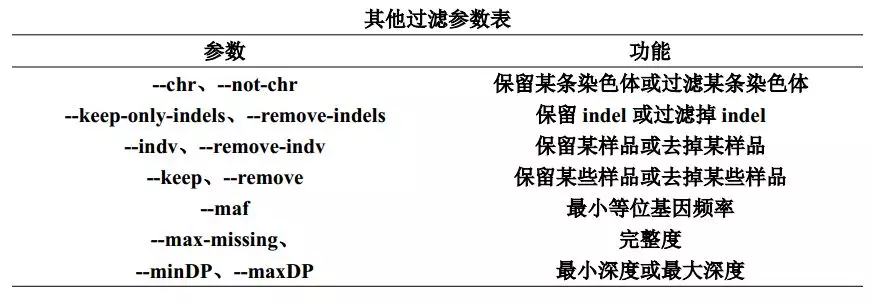 其他过滤参数表
参数 功能
--chr、--not-chr 保留某条染色体或过滤某条染色体
--keep-only-indels、--remove-indels 保留 indel 或过滤掉 indel
--indv、--remove-indv 保留某样品或去掉某样品
--keep、--remove 保留某些样品或去掉某些样品
--maf 最小等位基因频率
--max-missing、 完整度
--minDP、--maxDP 最小深度或最大深度